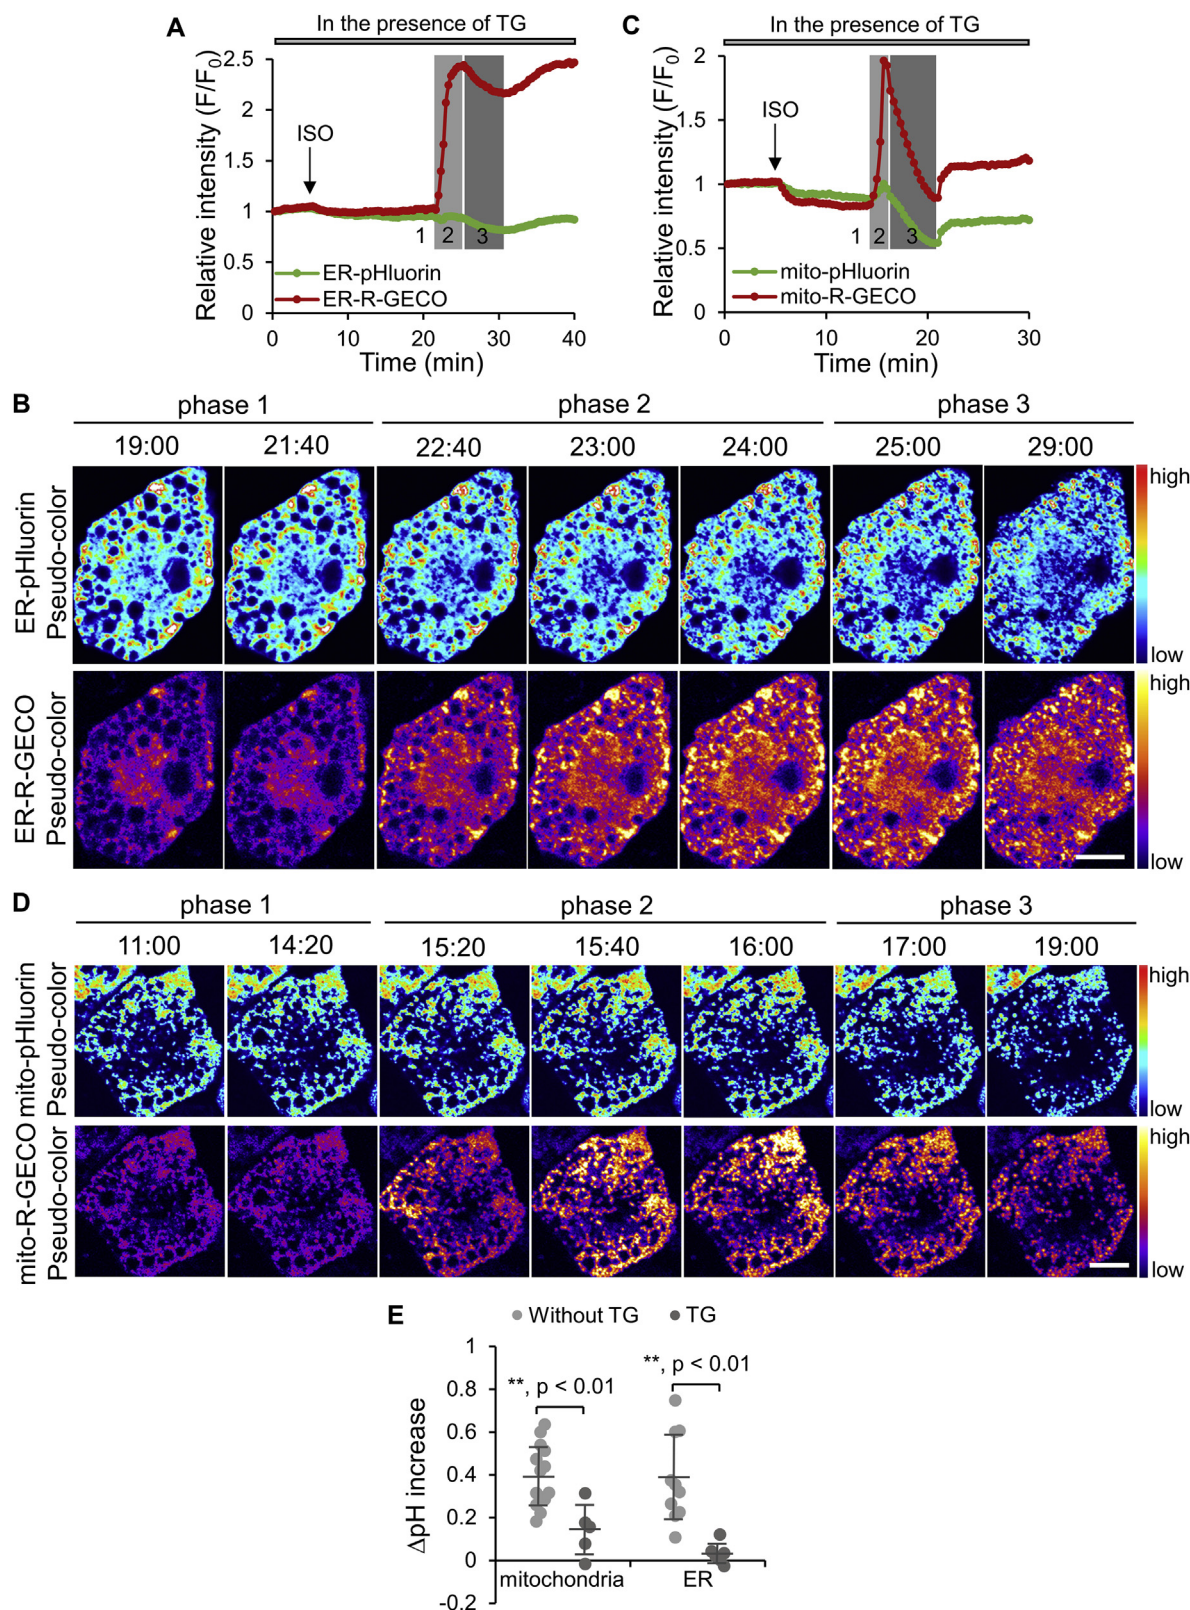 A
In the presence of TG
Relative intensity (F/F0)
2.5
2
1.5
1
0.5
0
ISO
1 2 3
ER-pHluorin
ER-R-GECO
0 10 20 30 40
Time (min)
C
In the presence of TG
Relative intensity (F/F0)
2
1.5
1
0.5
0
ISO
1 2 3
mito-pHluorin
mito-R-GECO
0 10 20 30
Time (min)
B
phase 1 phase 2 phase 3
19:00 21:40 22:40 23:00 24:00 25:00 29:00
ER-pHluorin
Pseudo-color
high
low
ER-R-GECO
Pseudo-color
high
low
D
phase 1 phase 2 phase 3
11:00 14:20 15:20 15:40 16:00 17:00 19:00
mito-pHluorin
Pseudo-color
high
low
mito-R-GECO
Pseudo-color
high
low
E
Without TG TG
ΔpH increase
1
0.8
0.6
0.4
0.2
0
-0.2
**, p < 0.01
**, p < 0.01
mitochondria ER